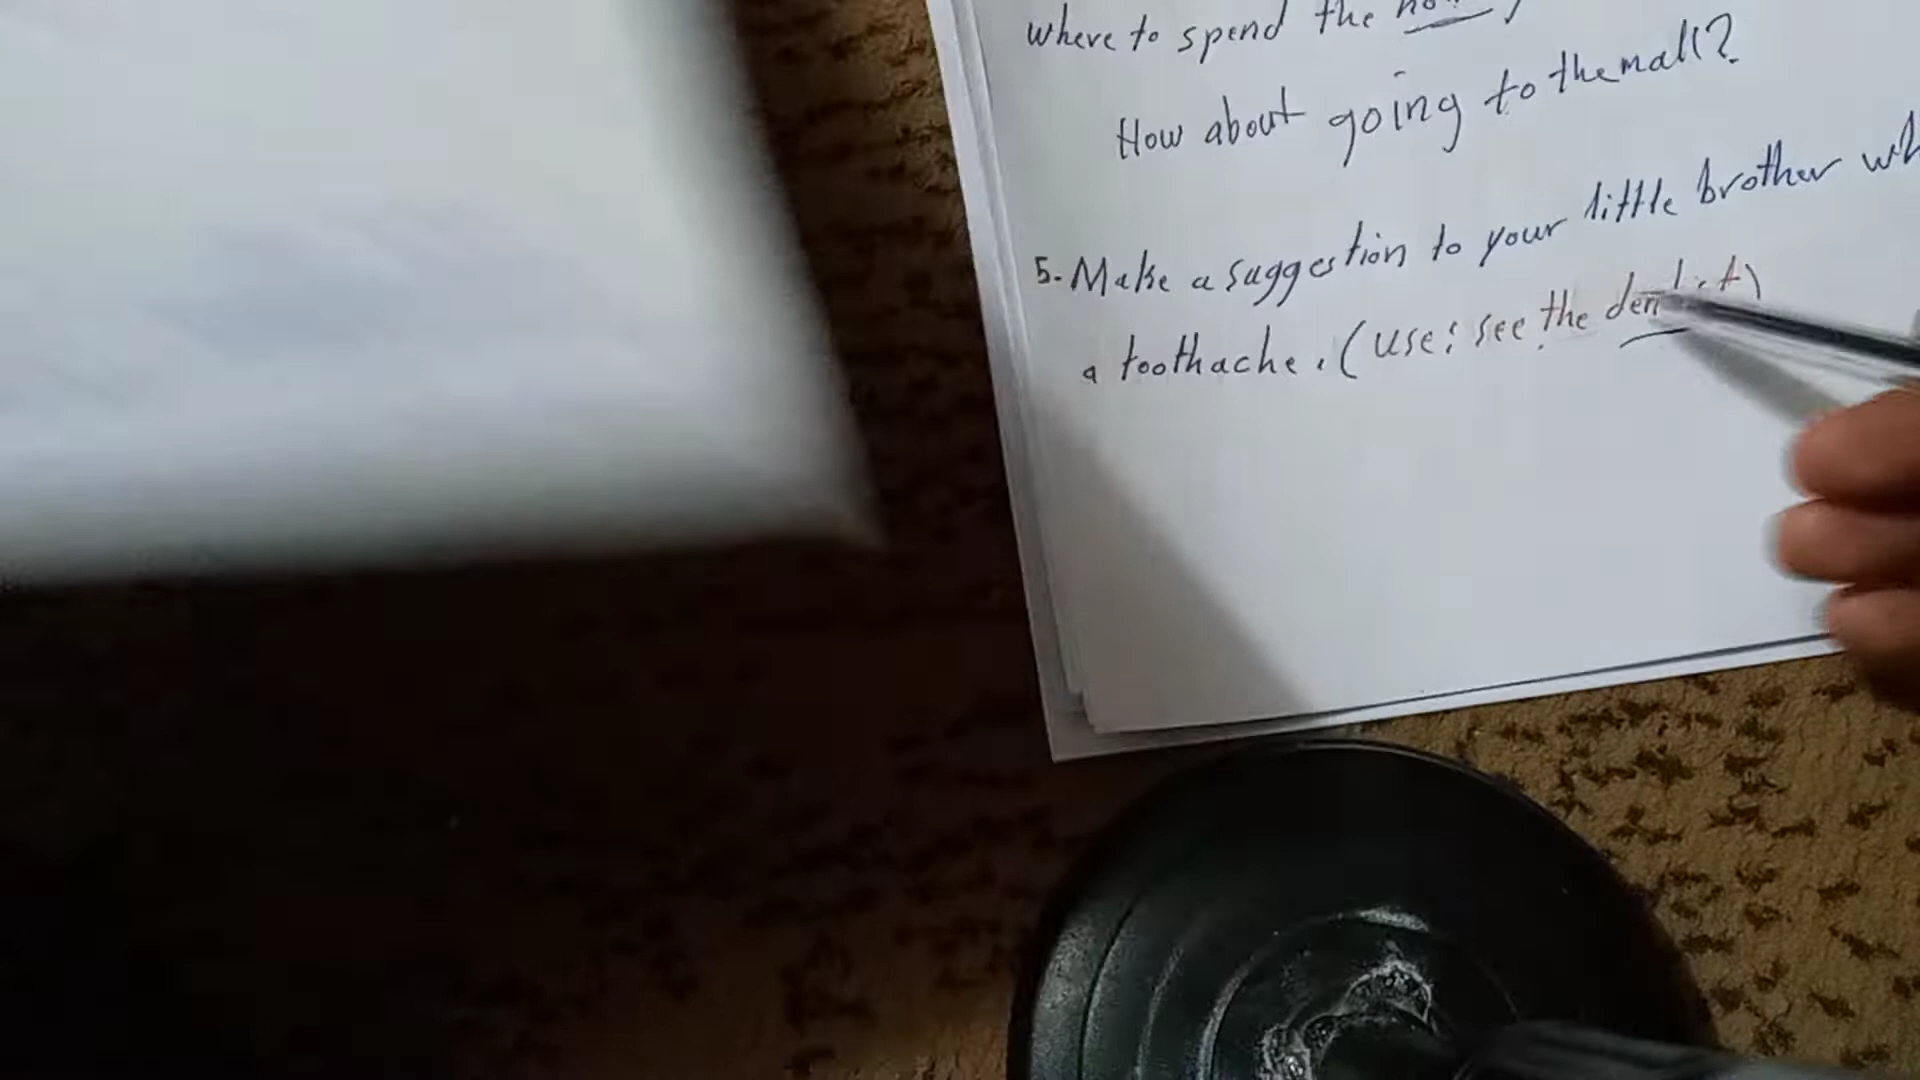 where to spend the
How about going to the mall?
5- Make a suggestion to your little brother
a toothache. (use: see the dentist)